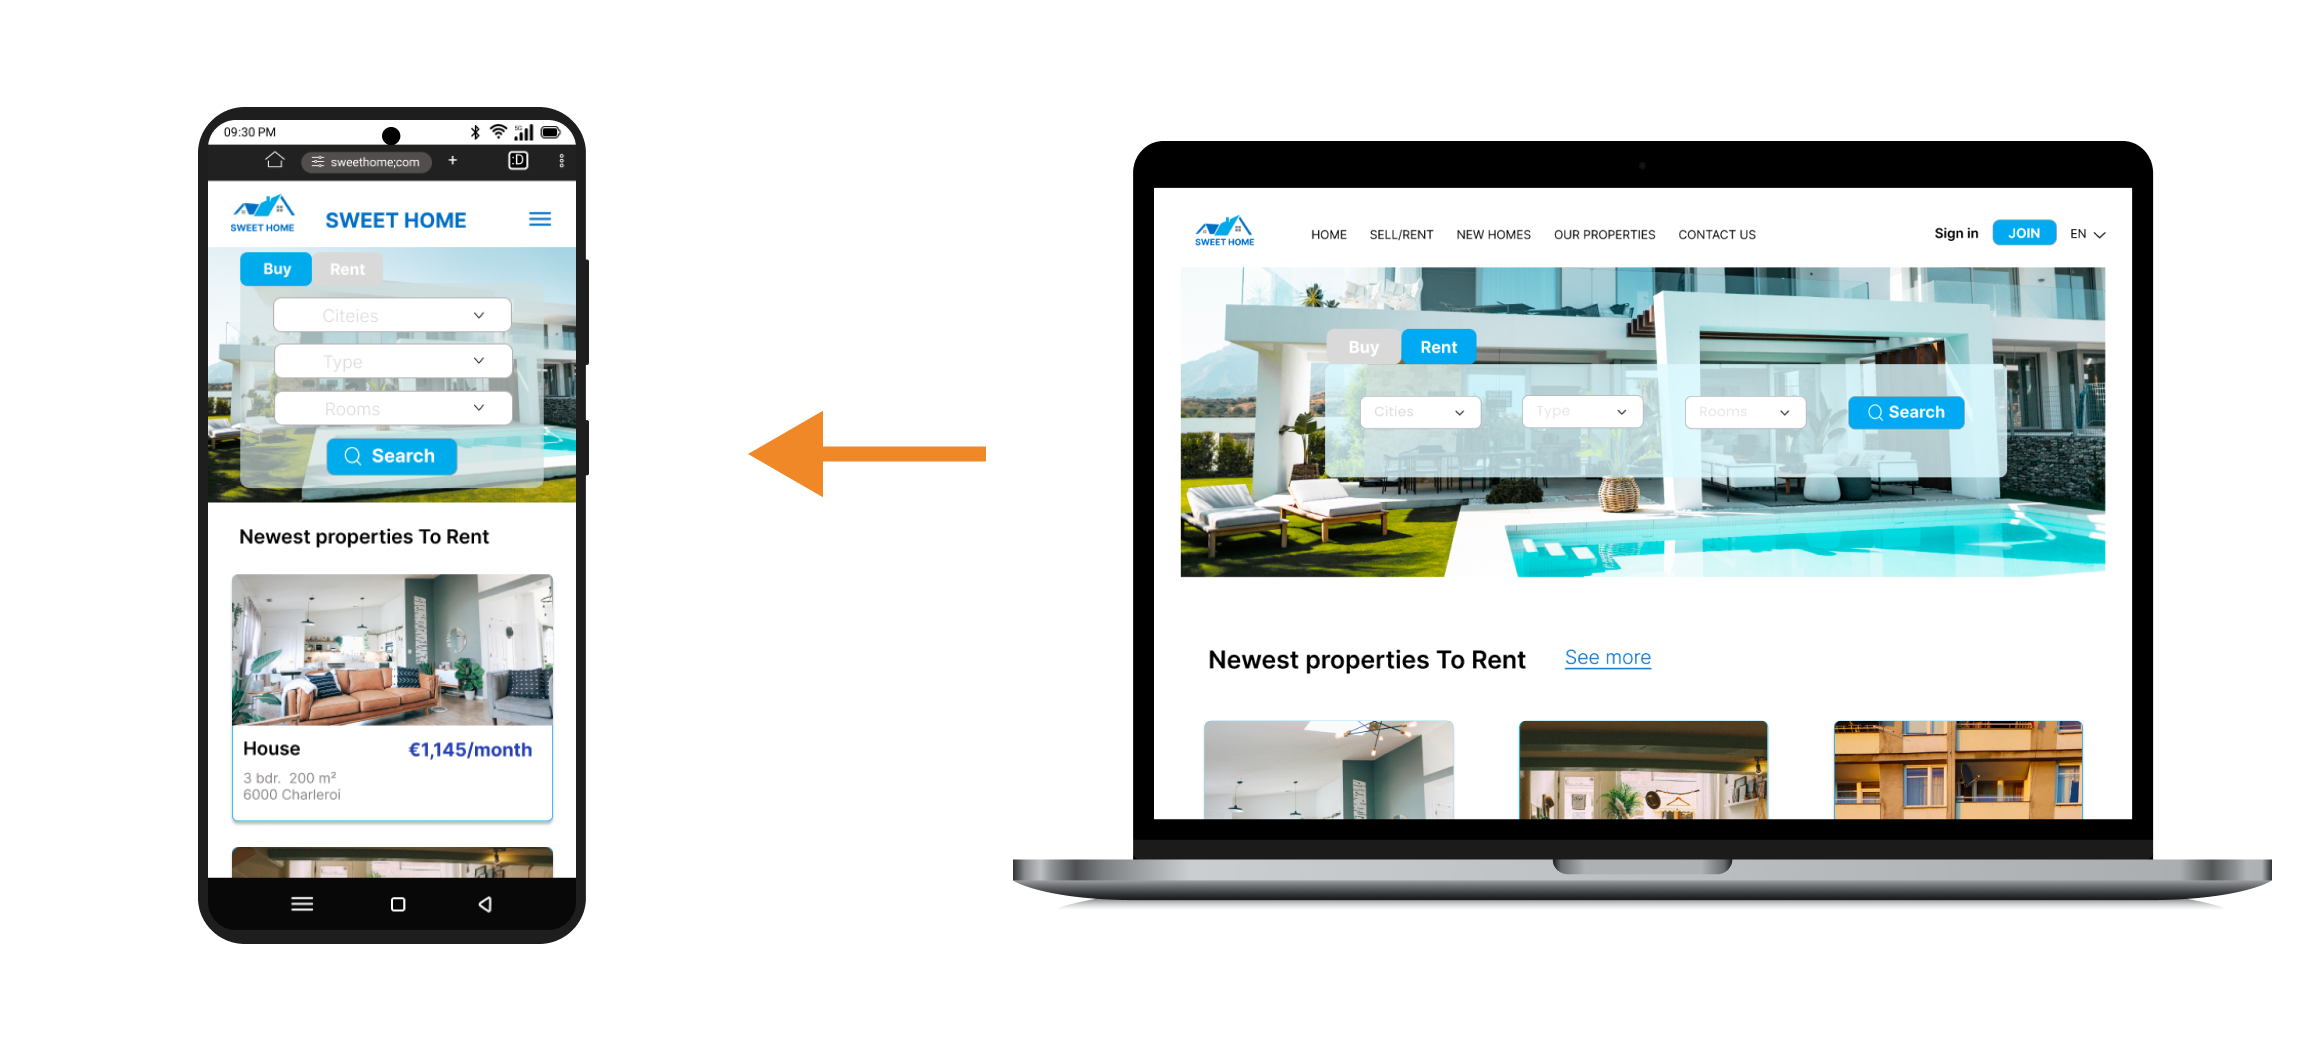 09:30 PM
5G
sweethome;com
+
:D
SWEET HOME
SWEET HOME
Buy
Rent
Citeies
Type
Rooms
Search
Newest properties To Rent
House
€1,145/month
3 bdr. 200 m²
6000 Charleroi
SWEET HOME
HOME
SELL/RENT
NEW HOMES
OUR PROPERTIES
CONTACT US
Sign in
JOIN
EN
Buy
Rent
Cities
Type
Rooms
Search
Newest properties To Rent
See more